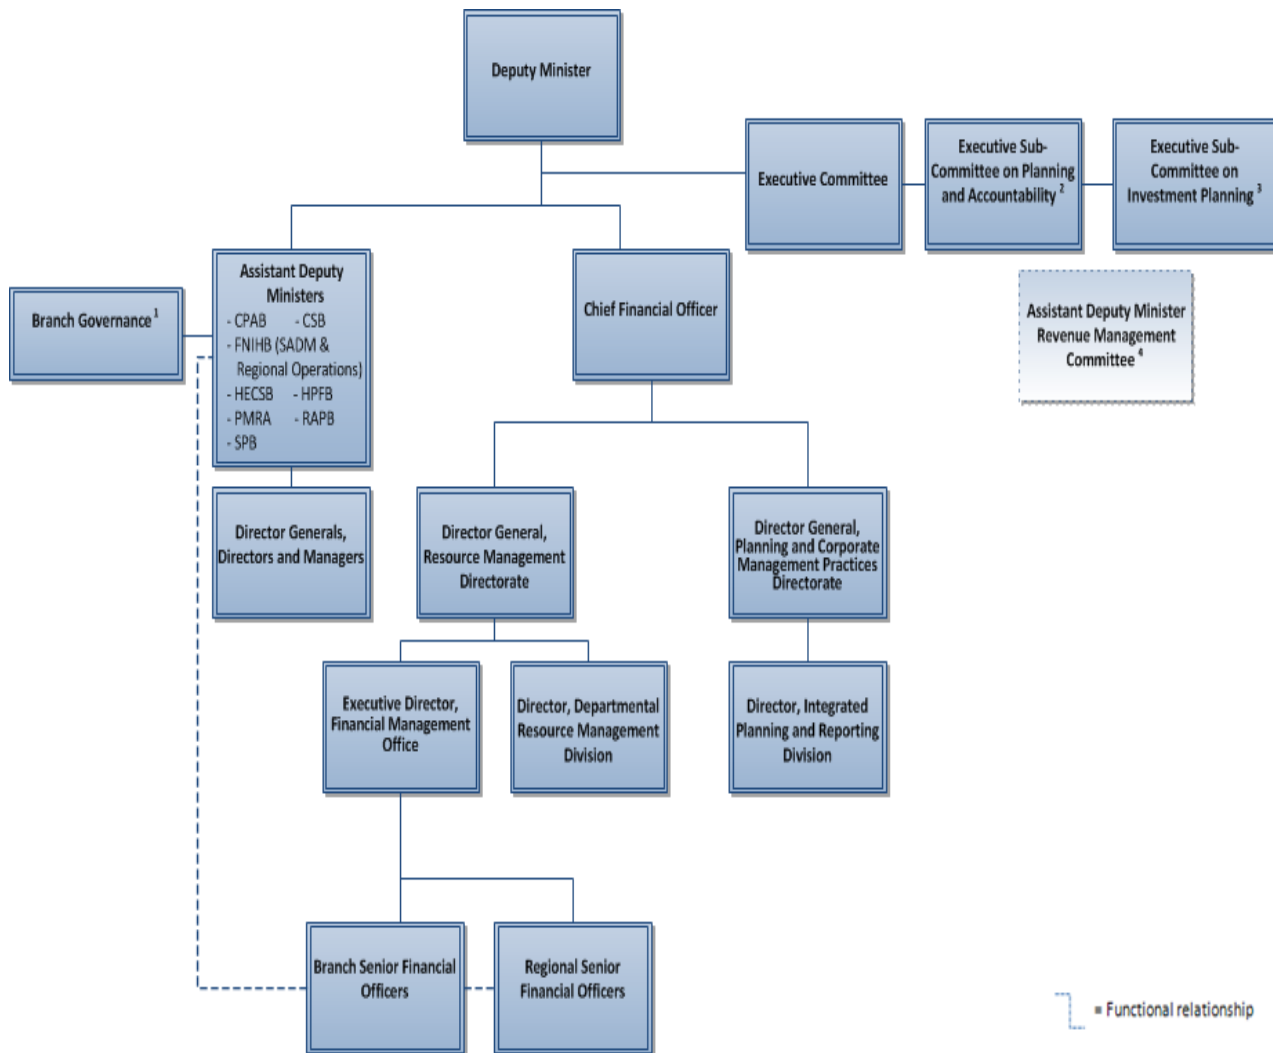 Deputy Minister
Executive Committee
Executive Sub-
Committee on Planning
and Accountability 2
Executive Sub-
Committee on
Investment Planning 3
Branch Governance 1
Assistant Deputy
Ministers
- CPAB - CSB
- FNIHB (SADM &
Regional Operations)
- HECSB - HPFB
- PMRA - RAPB
- SPB
Chief Financial Officer
Assistant Deputy Minister
Revenue Management
Committee 4
Director Generals,
Directors and Managers
Director General,
Resource Management
Directorate
Director General,
Planning and Corporate
Management Practices
Directorate
Executive Director,
Financial Management
Office
Director, Departmental
Resource Management
Division
Director, Integrated
Planning and Reporting
Division
Branch Senior Financial
Officers
Regional Senior
Financial Officers
= Functional relationship